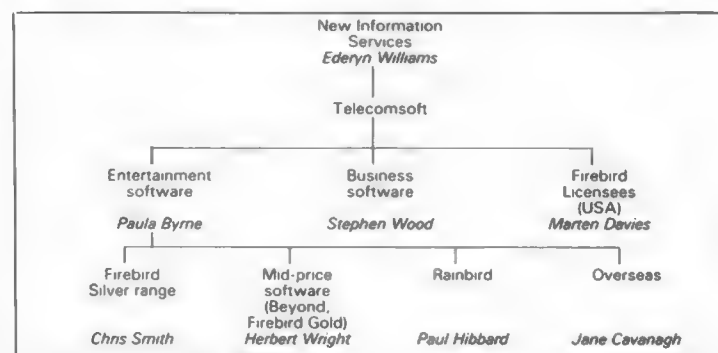 New Information
Services
Ederyn Williams
Telecomsoft
Entertainment
software
Paula Byrne
Business
software
Stephen Wood
Firebird
Licensees
(USA)
Marten Davies
Firebird
Silver range
Chris Smith
Mid-price
software
(Beyond,
Firebird Gold)
Herbert Wright
Rainbird
Paul Hibbard
Overseas
Jane Cavanagh